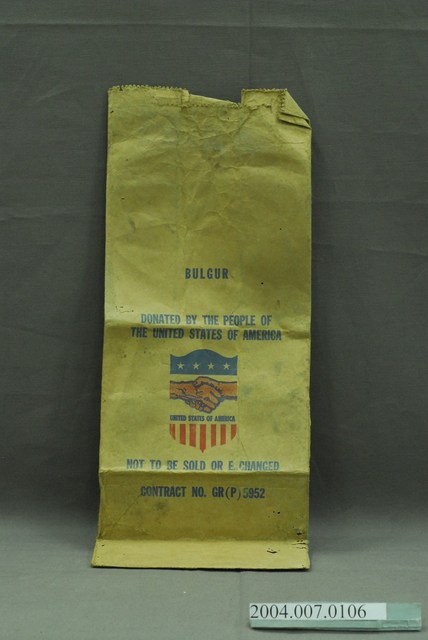 BULGUR
DONATED BY THE PEOPLE OF
THE UNITED STATES OF AMERICA
UNITED STATES OF AMERICA
NOT TO BE SOLD OR E CHANGED
CONTRACT NO. GR(P)5952
2004.007.0106